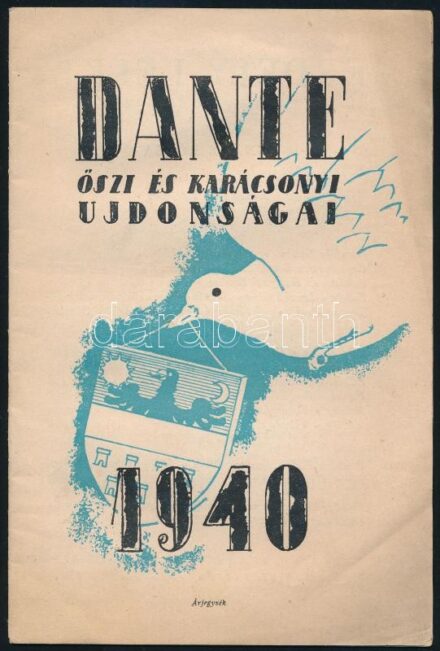 DANTE
ŐSZI ÉS KARÁCSONYI
UJDONSÁGAI
darabanth
1940
Árjegyzék